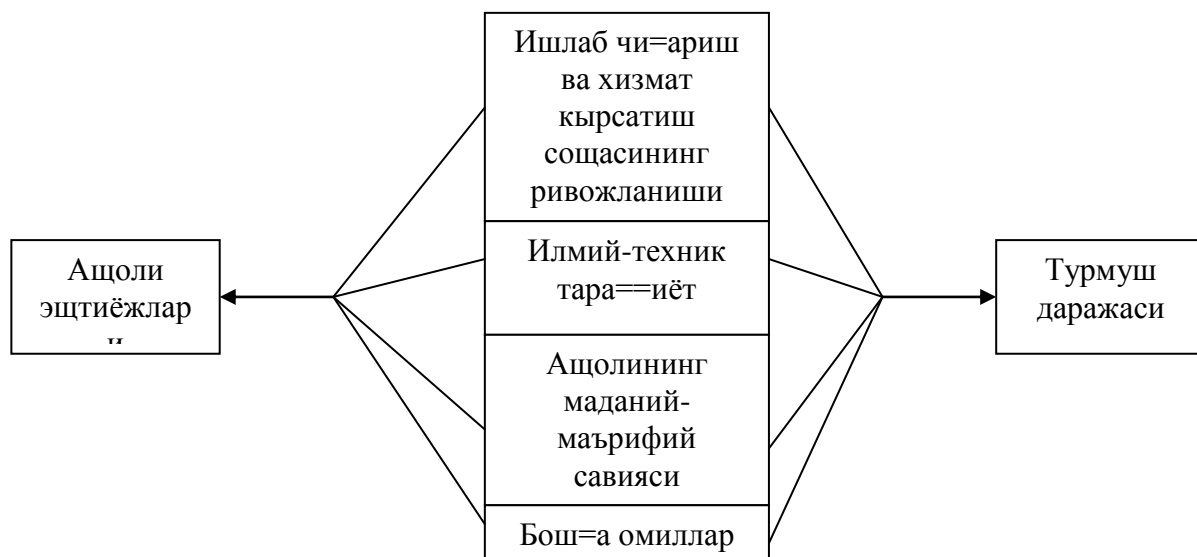 Ишлаб чи=ариш
ва хизмат
кырсатиш
сощасининг
ривожланиши
Ащоли
эщтиёжлар
и
Илмий-техник
тара==иёт
Турмуш
даражаси
Ащолининг
маданий-
маърифий
савияси
Бош=а омиллар